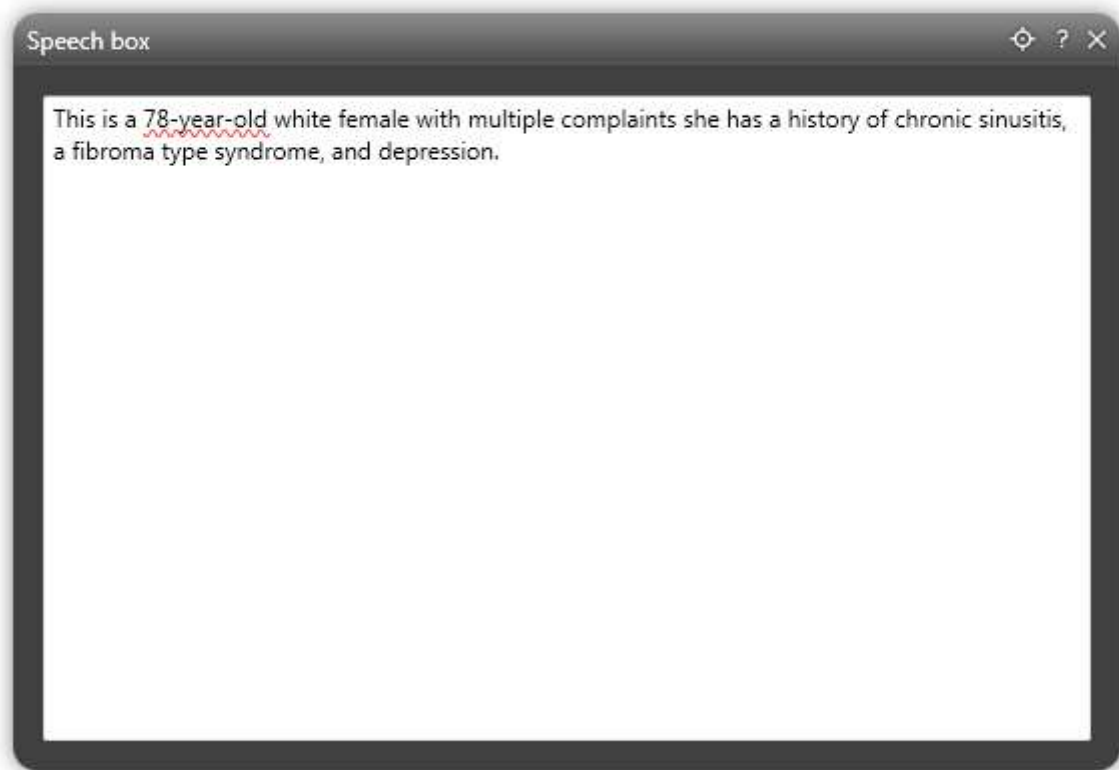 Speech box
?
This is a 78-year-old white female with multiple complaints she has a history of chronic sinusitis,
a fibroma type syndrome, and depression.